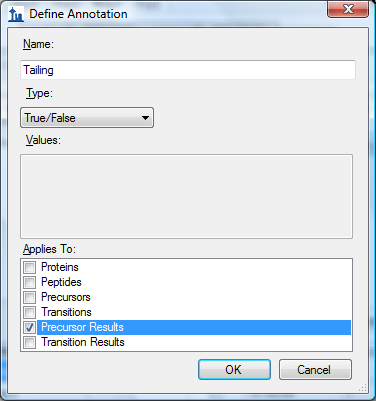 Define Annotation
Name:
Tailing
Type:
True/False
Values:
Applies To:
Proteins
Peptides
Precursors
Transitions
Precursor Results
Transition Results
OK Cancel